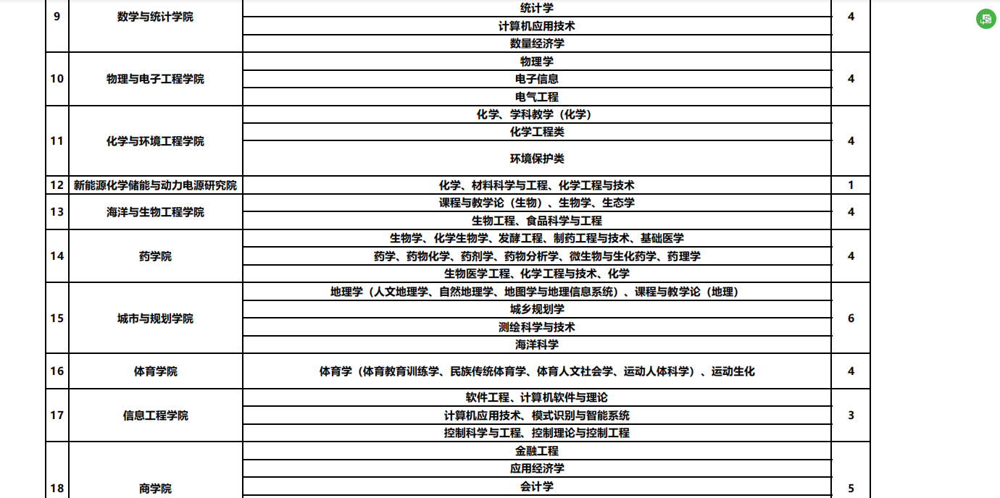 统计学
9 数学与统计学院 4
计算机应用技术
数量经济学
物理学
10 物理与电子工程学院 电子信息 4
电气工程
化学、学科教学（化学）
化学工程类
11 化学与环境工程学院 4
环境保护类
12 新能源化学储能与动力电源研究院 化学、材料科学与工程、化学工程与技术 1
课程与教学论（生物）、生物学、生态学
13 海洋与生物工程学院 4
生物工程、食品科学与工程
生物学、化学生物学、发酵工程、制药工程与技术、基础医学
14 药学院 药学、药物化学、药剂学、药物分析学、微生物与生化药学、药理学 4
生物医学工程、化学工程与技术、化学
地理学（人文地理学、自然地理学、地图学与地理信息系统）、课程与教学论（地理）
城乡规划学
15 城市与规划学院 6
测绘科学与技术
海洋科学
16 体育学院 体育学（体育教育训练学、民族传统体育学、体育人文社会学、运动人体科学）、运动生化 4
软件工程、计算机软件与理论
17 信息工程学院 计算机应用技术、模式识别与智能系统 3
控制科学与工程、控制理论与控制工程
金融工程
应用经济学
会计学
18 商学院 5